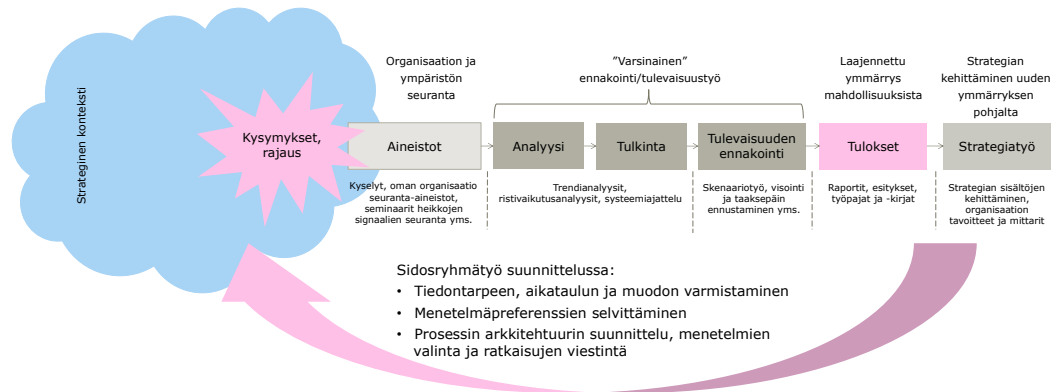 Strateginen konteksti
Kysymykset,
rajaus
Organisaation ja
ympäristön
seuranta
"Varsinainen"
ennakointi/tulevaisuustyö
Laajennettu
ymmärrys
mahdollisuuksista
Strategian
kehittäminen uuden
ymmärryksen
pohjalta
Aineistot
Analyysi
Tulkinta
Tulevaisuuden
ennakointi
Tulokset
Strategiatyö
Kyselyt, oman organisaatio
seuranta-aineistot,
seminaarit heikkojen
signaalien seuranta yms.
Trendianalyysit,
ristivaikutusanalyysit, systeemiajattelu
Skenaariotyö, visointi
ja taaksepäin
ennustaminen yms.
Raportit, esitykset,
työpajat ja -kirjat
Strategian sisältöjen
kehittäminen,
organisaation
tavoitteet ja mittarit
Sidosryhmätyö suunnittelussa:
• Tiedontarpeen, aikataulun ja muodon varmistaminen
• Menetelmäpreferenssien selvittäminen
• Prosessin arkkitehtuurin suunnittelu, menetelmien
valinta ja ratkaisujen viestintä